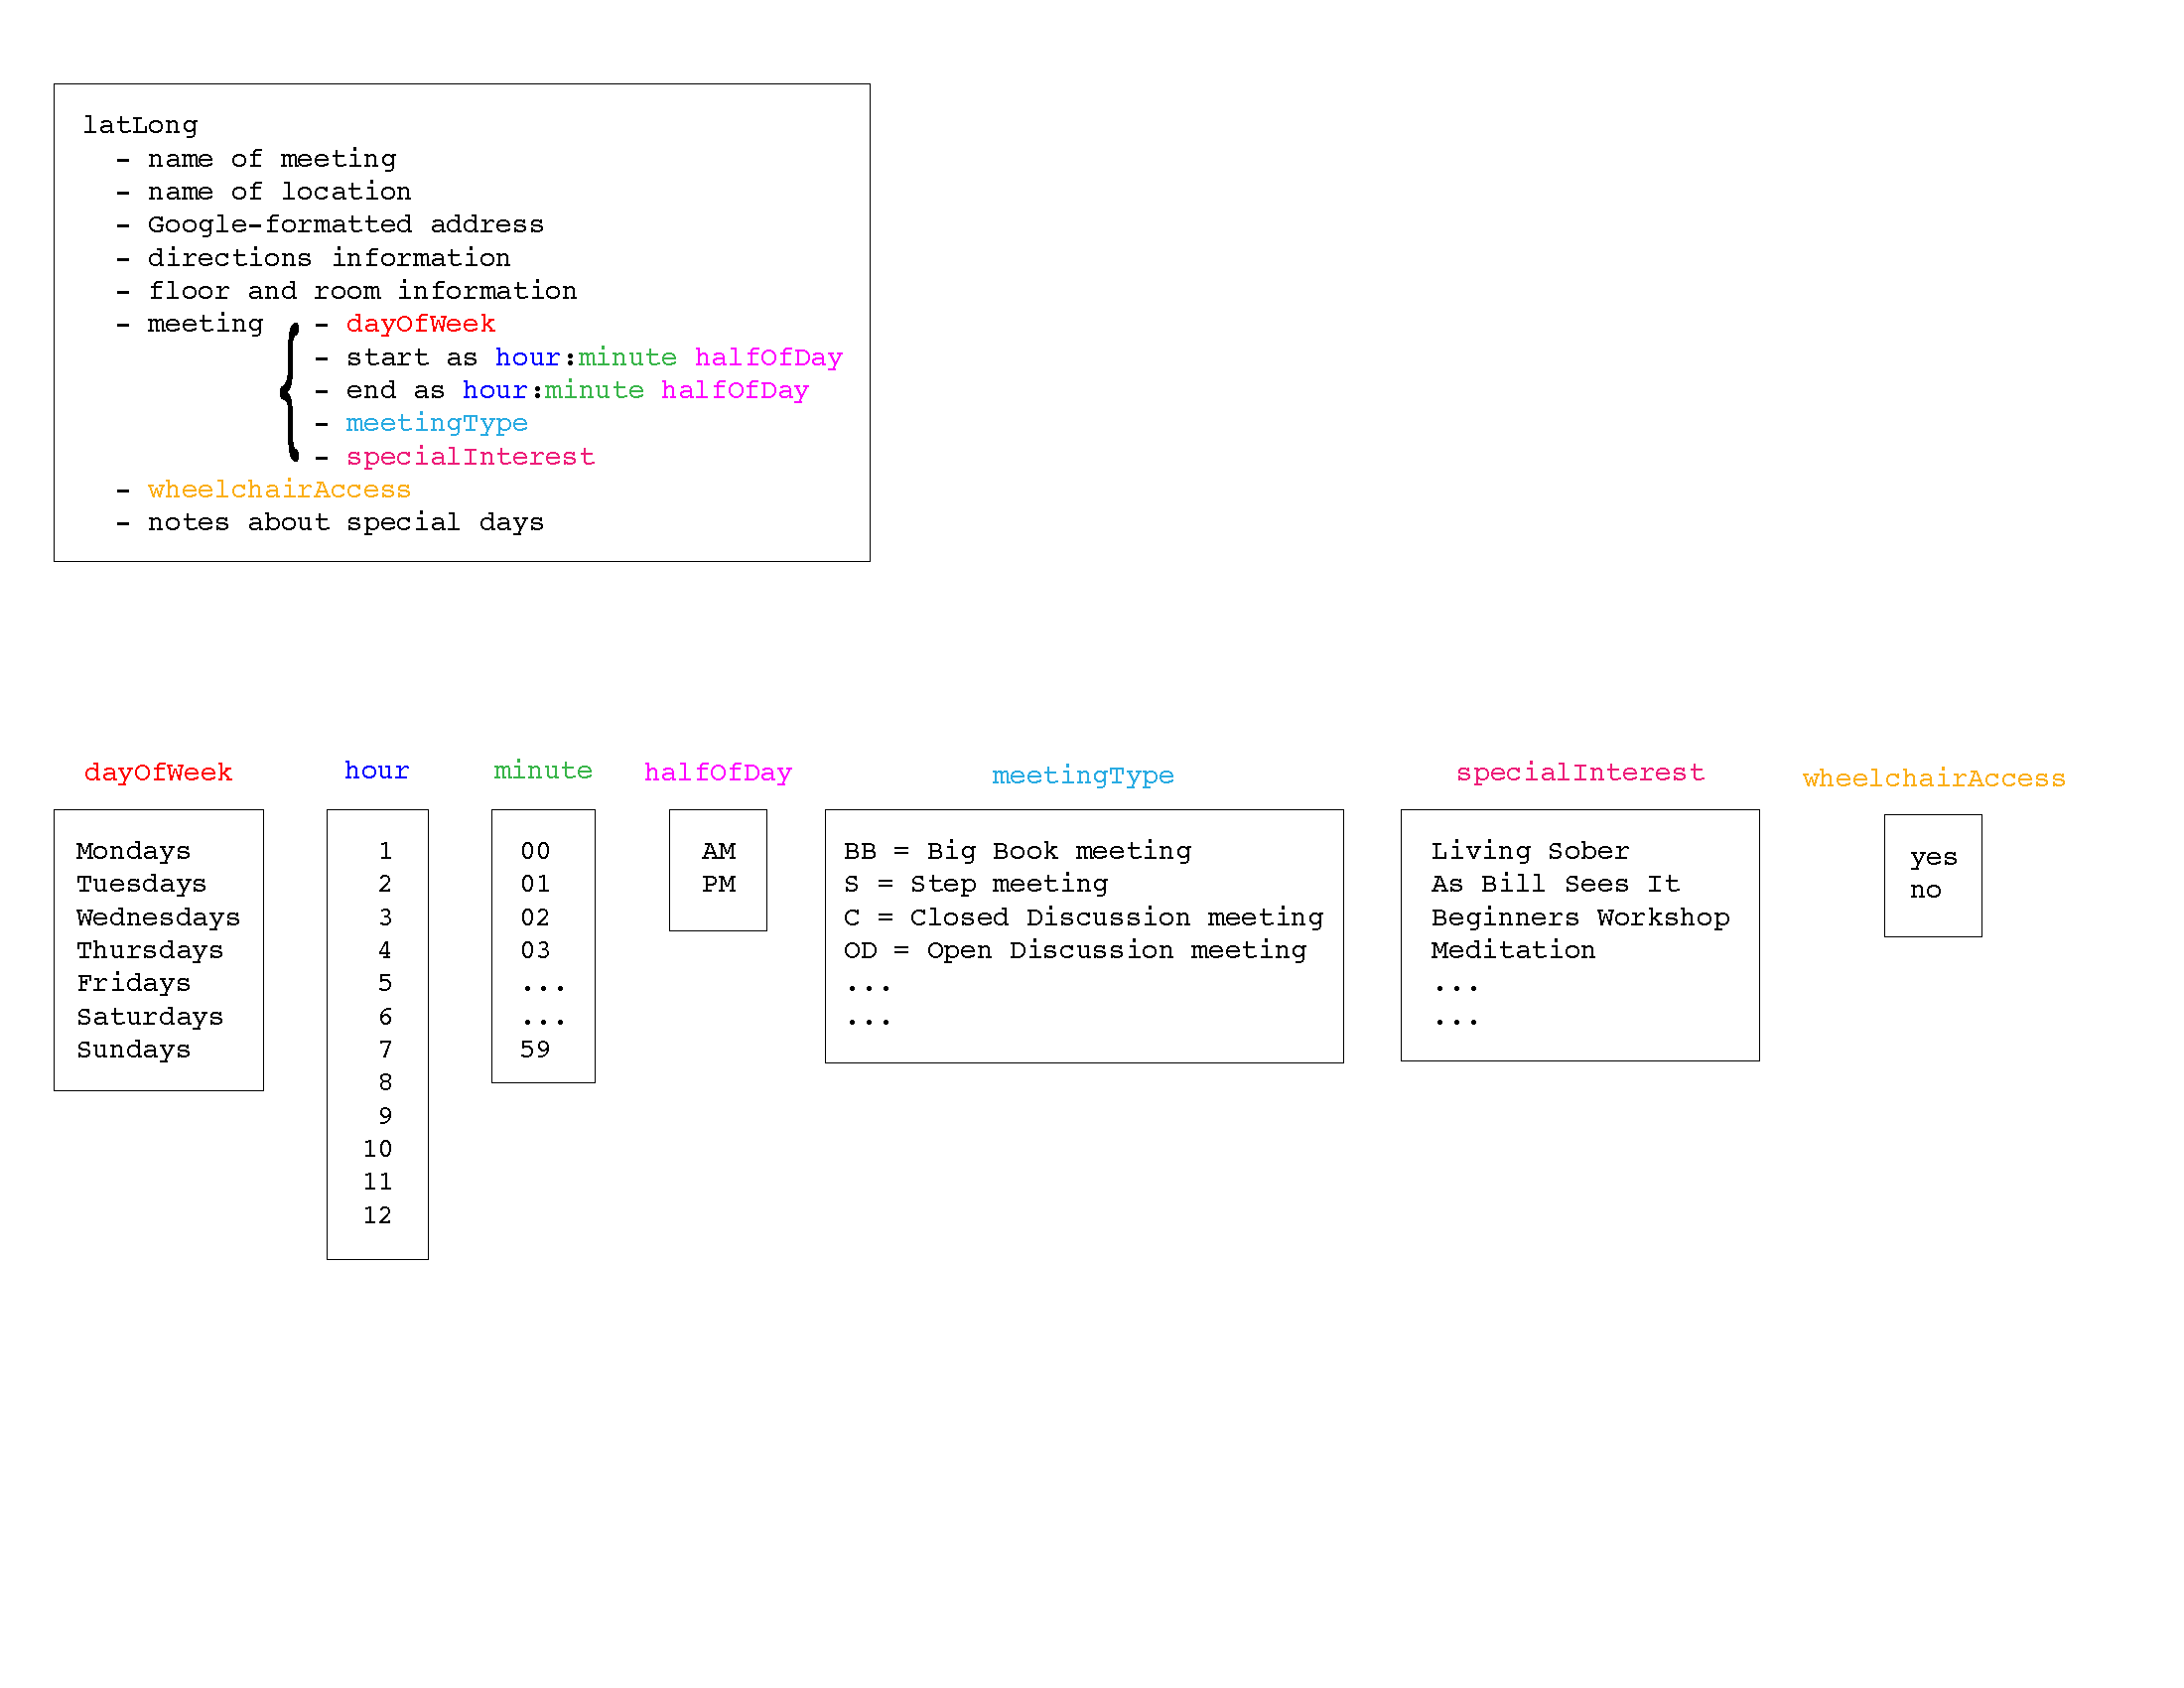 latLong
- name of meeting
- name of location
- Google-formatted address
- directions information
- floor and room information
- meeting - dayOfWeek
- start as hour:minute halfOfDay
- end as hour:minute halfOfDay
- meetingType
- specialInterest
- wheelchairAccess
- notes about special days
dayOfWeek
Mondays
Tuesdays
Wednesdays
Thursdays
Fridays
Saturdays
Sundays
hour
1
2
3
4
5
6
7
8
9
10
11
12
minute
00
01
02
03
...
...
59
halfOfDay
AM
PM
meetingType
BB = Big Book meeting
S = Step meeting
C = Closed Discussion meeting
OD = Open Discussion meeting
...
...
specialInterest
Living Sober
As Bill Sees It
Beginners Workshop
Meditation
...
...
wheelchairAccess
yes
no